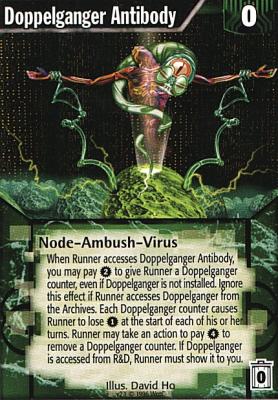 Doppelganger Antibody
0
Node-Ambush-Virus
When Runner accesses Doppelganger Antibody,
you may pay 2 to give Runner a Doppelganger
counter, even if Doppelganger is not installed. Ignore
this effect if Runner accesses Doppelganger from
the Archives. Each Doppelganger counter causes
Runner to lose 1 at the start of each of his or her
turns. Runner may take an action to pay 4 to
remove a Doppelganger counter. If Doppelganger
is accessed from R&D, Runner must show it to you.
0
Illus. David Ho
v2.1 © 1996 WotC